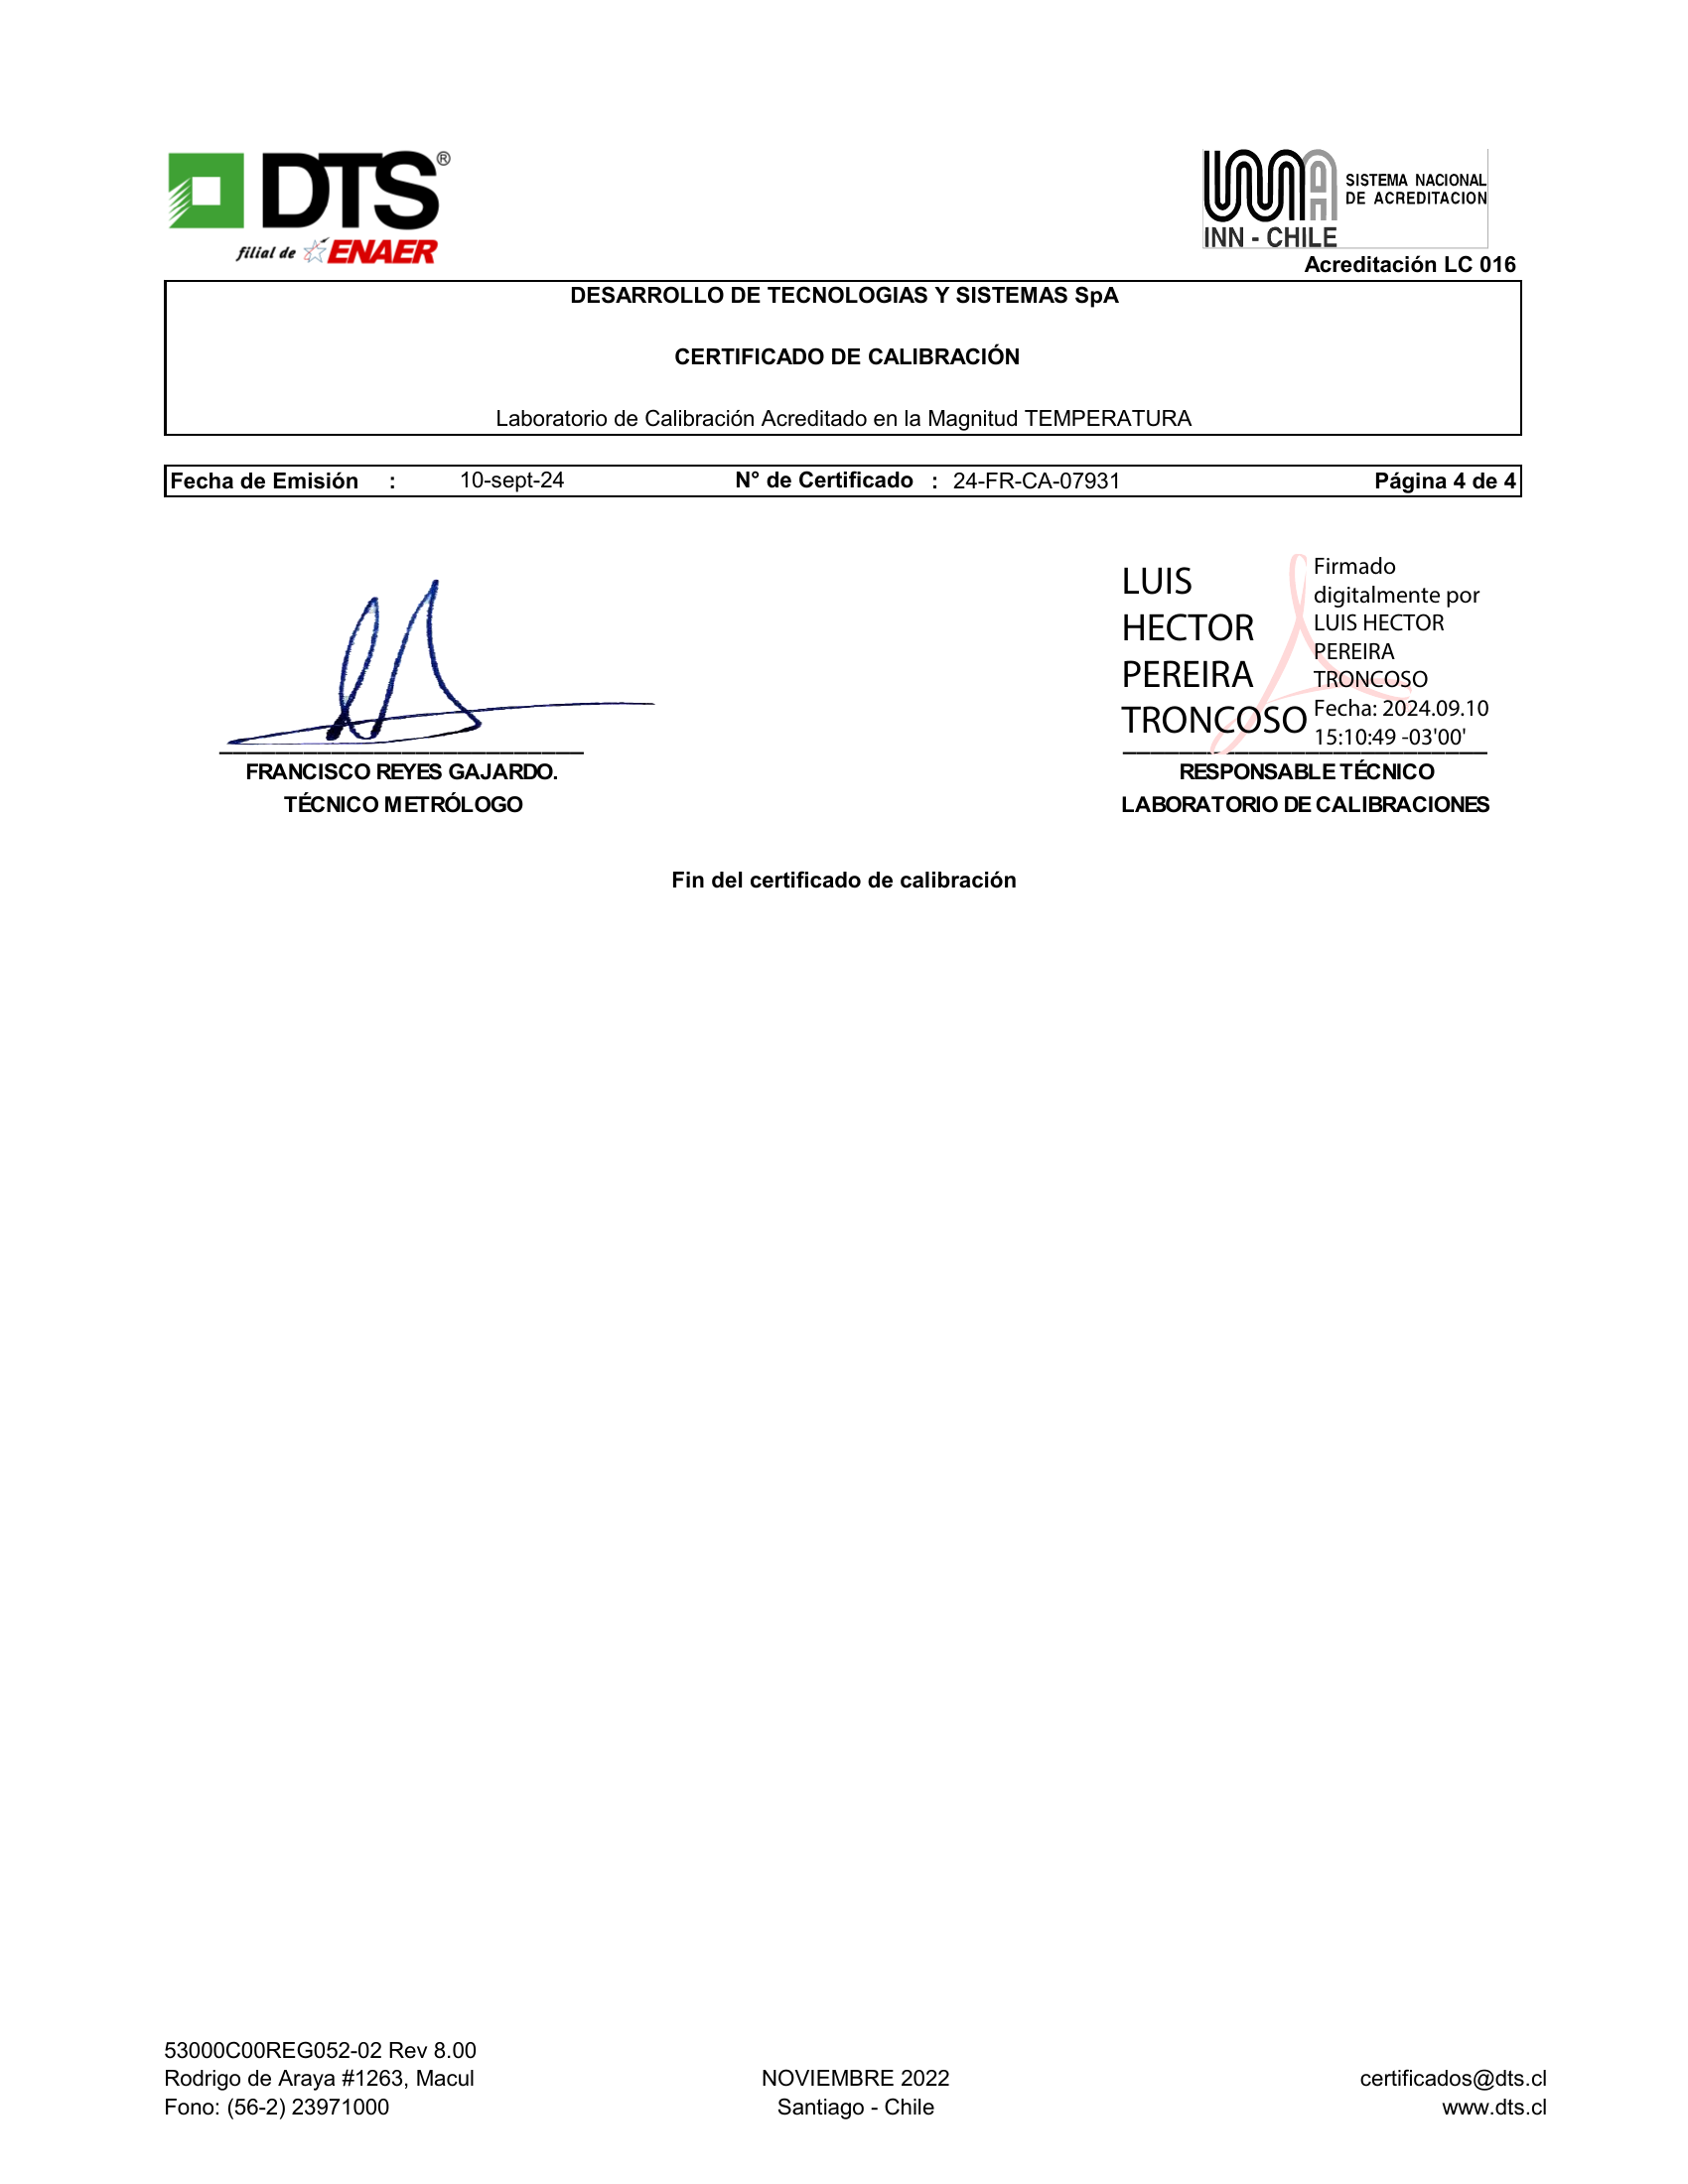 DTS®
filial de ENAER
SISTEMA NACIONAL
DE ACREDITACION
INN - CHILE
Acreditación LC 016
DESARROLLO DE TECNOLOGIAS Y SISTEMAS SpA
CERTIFICADO DE CALIBRACIÓN
Laboratorio de Calibración Acreditado en la Magnitud TEMPERATURA
Fecha de Emisión : 10-sept-24 N° de Certificado : 24-FR-CA-07931 Página 4 de 4
LUIS
HECTOR
PEREIRA
TRONCOSO
Firmado
digitalmente por
LUIS HECTOR
PEREIRA
TRONCOSO
Fecha: 2024.09.10
15:10:49 -03'00'
FRANCISCO REYES GAJARDO.
TÉCNICO METRÓLOGO
RESPONSABLE TÉCNICO
LABORATORIO DE CALIBRACIONES
Fin del certificado de calibración
53000C00REG052-02 Rev 8.00
Rodrigo de Araya #1263, Macul NOVIEMBRE 2022 certificados@dts.cl
Fono: (56-2) 23971000 Santiago - Chile www.dts.cl